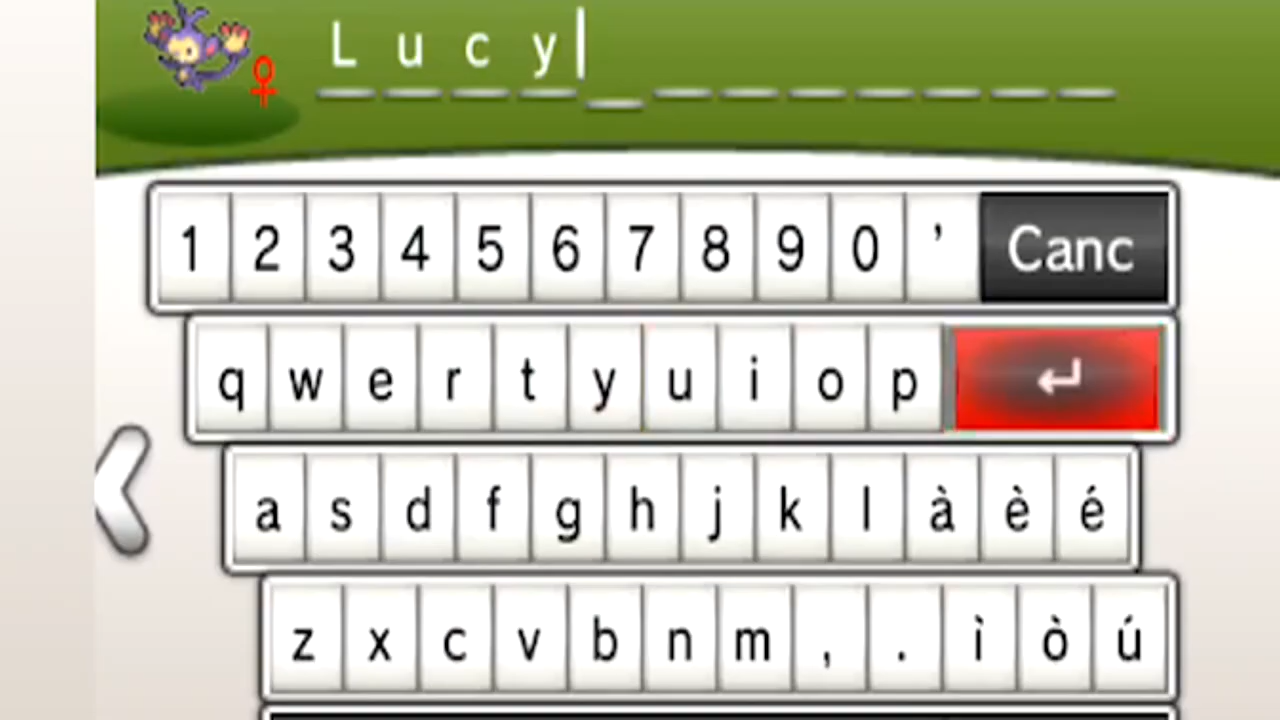 Lucy
1 2 3 4 5 6 7 8 9 0 ’ Canc
q w e r t y u i o p ↵
a s d f g h j k l à è é
z x c v b n m , . ì ò ú